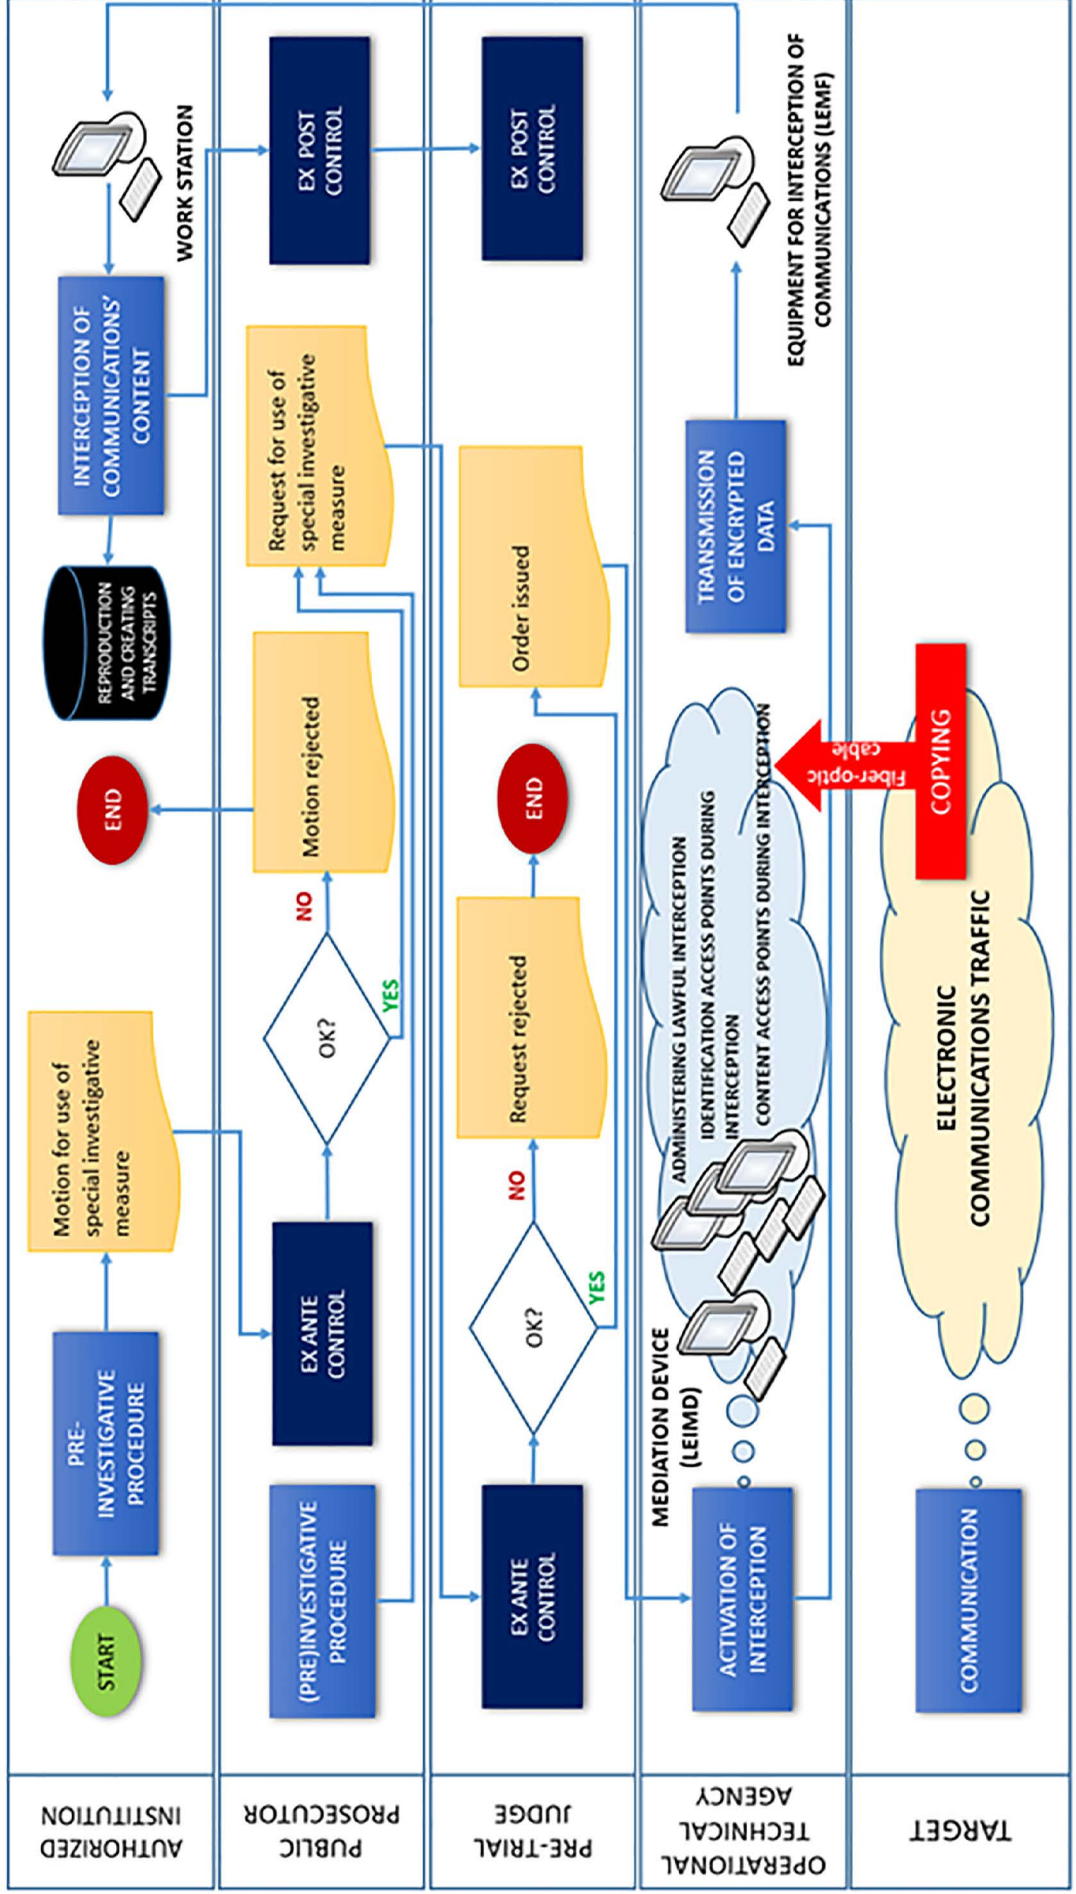 AUTHORIZED
INSTITUTION
START
PRE-
INVESTIGATIVE
PROCEDURE
Motion for use of
special investigative
measure
END
REPRODUCTION
AND CREATING
TRANSCRIPTS
INTERCEPTION OF
COMMUNICATIONS'
CONTENT
WORK STATION
PUBLIC
PROSECUTOR
(PRE)INVESTIGATIVE
PROCEDURE
EX ANTE
CONTROL
OK?
NO
YES
Motion rejected
Request for use of
special investigative
measure
EX POST
CONTROL
PRE-TRIAL
JUDGE
EX ANTE
CONTROL
OK?
NO
YES
Request rejected
END
Order issued
EX POST
CONTROL
OPERATIONAL
TECHNICAL
AGENCY
ACTIVATION OF
INTERCEPTION
MEDIATION DEVICE
(LEIMD)
ADMINISTERING LAWFUL INTERCEPTION
IDENTIFICATION ACCESS POINTS DURING
INTERCEPTION
CONTENT ACCESS POINTS DURING INTERCEPTION
TRANSMISSION
OF ENCRYPTED
DATA
EQUIPMENT FOR INTERCEPTION OF
COMMUNICATIONS (LEMF)
TARGET
COMMUNICATION
ELECTRONIC
COMMUNICATIONS TRAFFIC
COPYING
Fiber-optic
cable